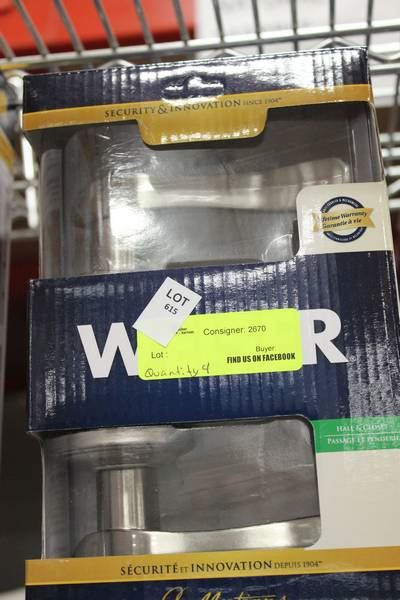 SECURITY & INNOVATION SINCE 1904
Lifetime Warranty
Garantie à vie
LOT
615
W R
Consigner: 2670
Lot :
Buyer
FIND US ON FACEBOOK
Quantity 4
HALL & CLOSET
PASSAGE ET PENDERIE
SÉCURITÉ ET INNOVATION DEPUIS 1904